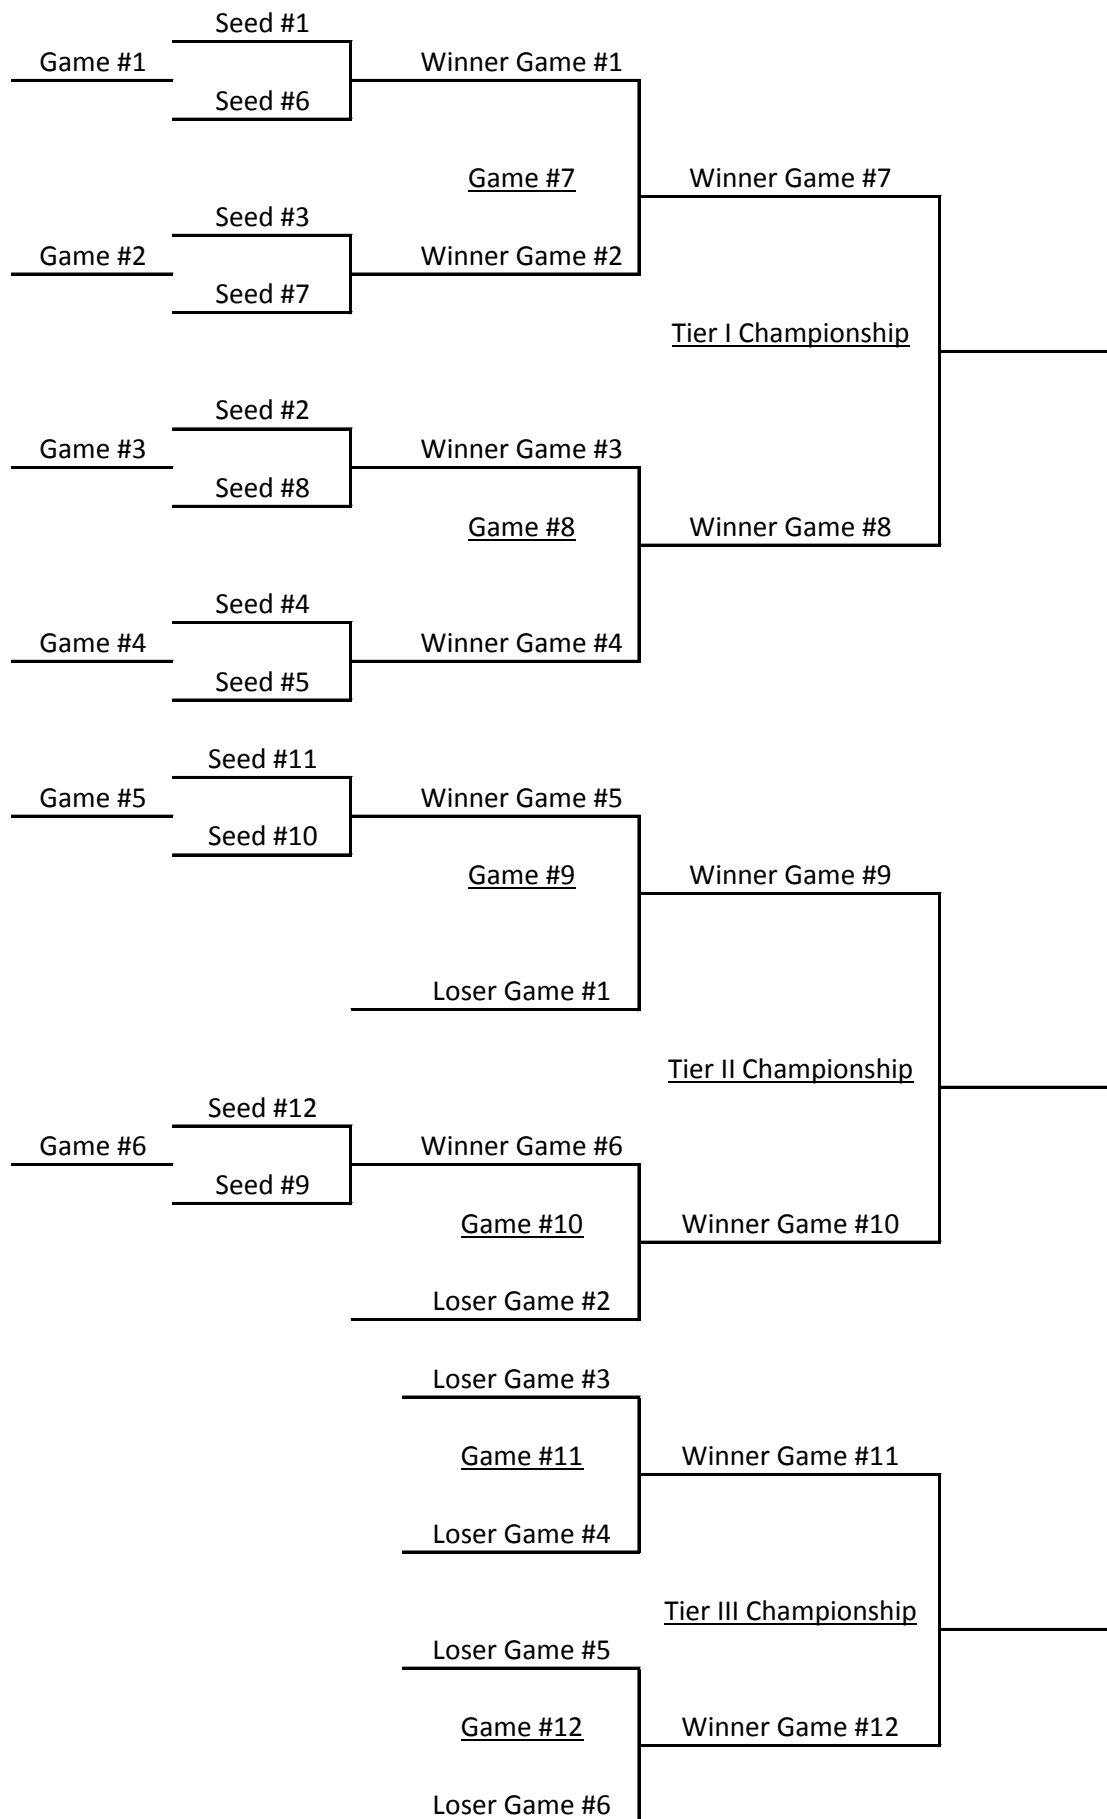 Seed #1
Game #1 Winner Game #1
Seed #6
Game #7 Winner Game #7
Seed #3
Game #2 Winner Game #2
Seed #7
Tier I Championship
Seed #2
Game #3 Winner Game #3
Seed #8
Game #8 Winner Game #8
Seed #4
Game #4 Winner Game #4
Seed #5
Seed #11
Game #5 Winner Game #5
Seed #10
Game #9 Winner Game #9
Loser Game #1
Tier II Championship
Seed #12
Game #6 Winner Game #6
Seed #9
Game #10 Winner Game #10
Loser Game #2
Loser Game #3
Game #11 Winner Game #11
Loser Game #4
Tier III Championship
Loser Game #5
Game #12 Winner Game #12
Loser Game #6